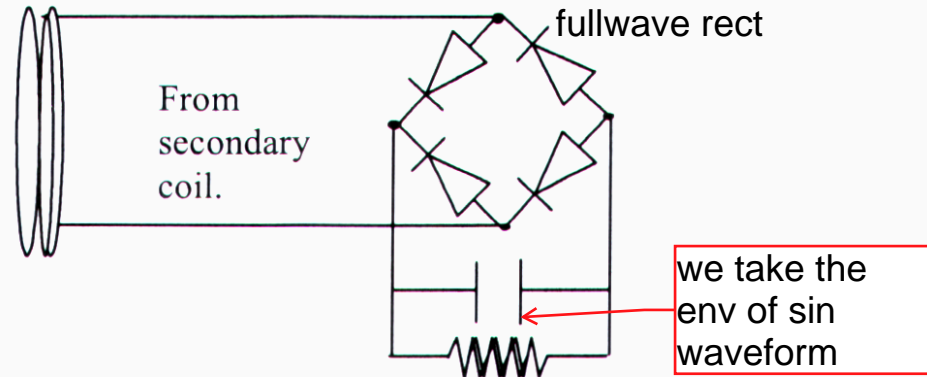 fullwave rect
From
secondary
coil.
we take the
env of sin
waveform